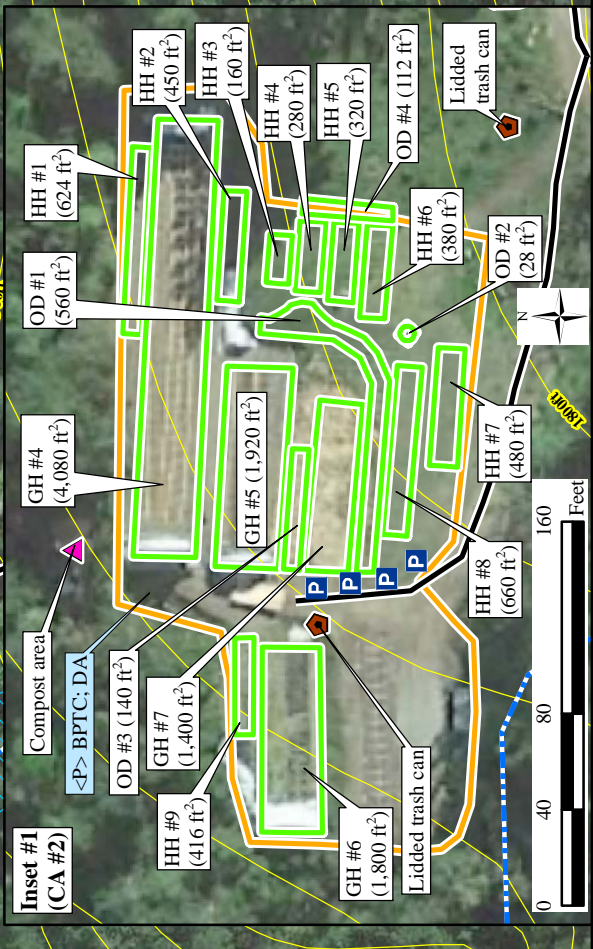 Inset #1
(CA #2)
Compost area
<P> BPTC; DA
GH #4
(4,080 ft²)
OD #1
(560 ft²)
HH #1
(624 ft²)
HH #2
(450 ft²)
HH #3
(160 ft²)
HH #4
(280 ft²)
HH #5
(320 ft²)
OD #4 (112 ft²)
Lidded
trash can
HH #6
(380 ft²)
OD #2
(28 ft²)
HH #7
(480 ft²)
HH #8
(660 ft²)
GH #5 (1,920 ft²)
OD #3 (140 ft²)
GH #7
(1,400 ft²)
HH #9
(416 ft²)
GH #6
(1,800 ft²)
Lidded trash can
P
P
P
P
N
1800ft
0 40 80 160
Feet